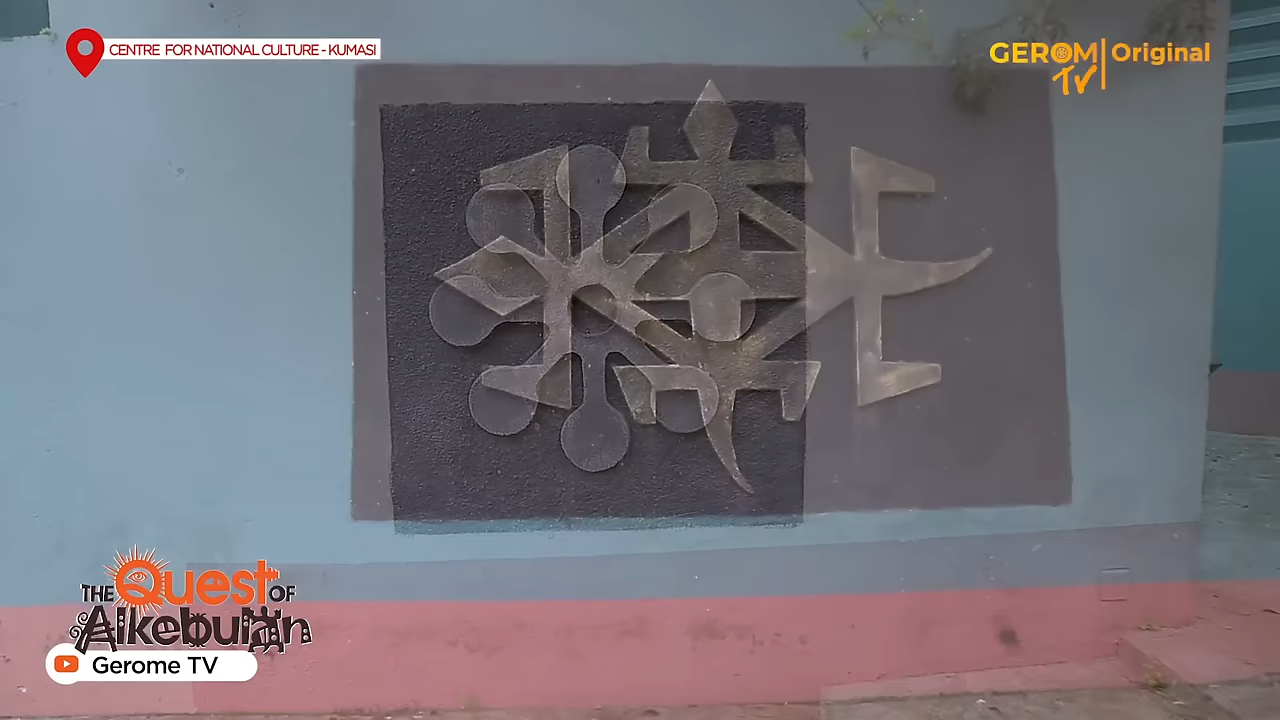 CENTRE FOR NATIONAL CULTURE - KUMASI
GEROM TV Original
THE Quest OF
Alkebulan
Gerome TV